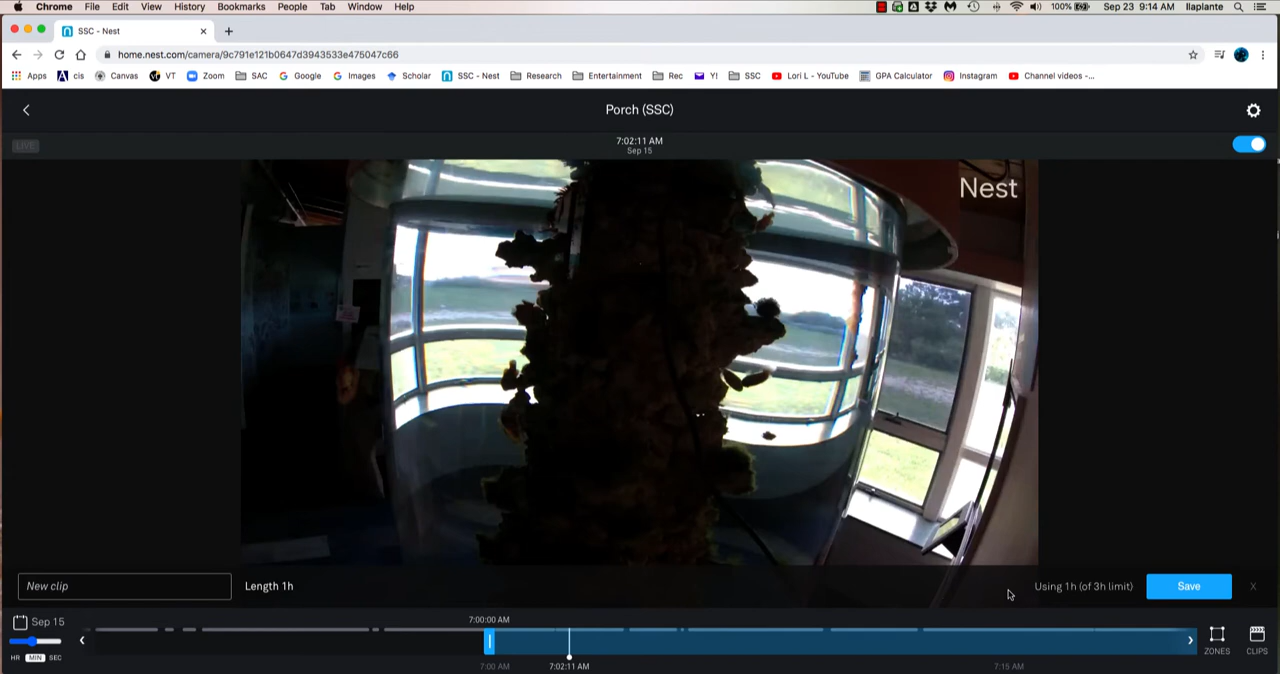 Chrome File Edit View History Bookmarks People Tab Window Help 100% Sep 23 9:14 AM llaplante
SSC - Nest
home.nest.com/camera/9c791e121b0647d3943533e475047c66
Apps cis Canvas VT Zoom SAC Google Images Scholar SSC - Nest Research Entertainment Rec Y! SSC Lori L - YouTube GPA Calculator Instagram Channel videos -...
Porch (SSC)
LIVE
7:02:11 AM
Sep 15
Nest
New clip
Length 1h
Using 1h (of 3h limit)
Save
X
Sep 15
7:00:00 AM
HR MIN SEC
7:00 AM
7:02:11 AM
7:15 AM
ZONES
CLIPS